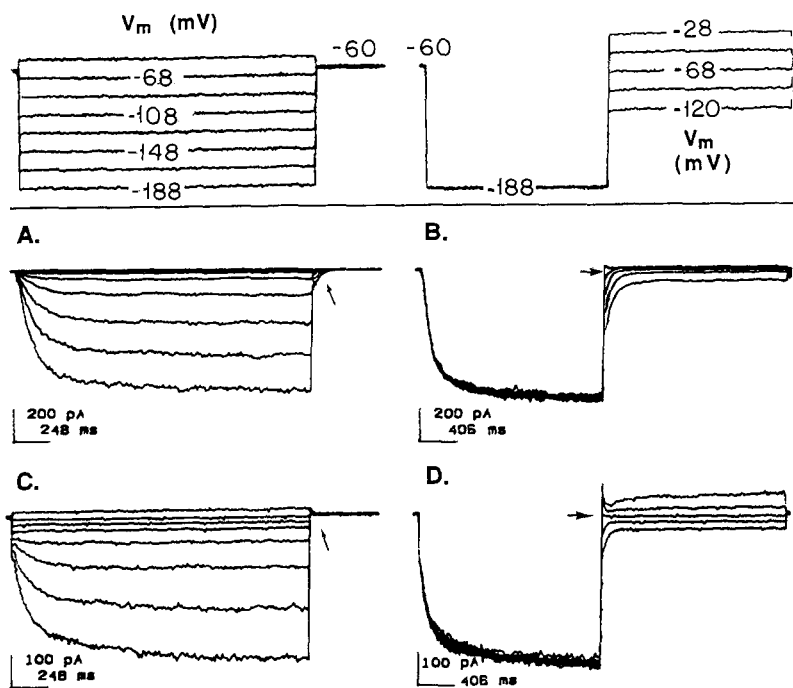 Vm (mV)
-60
-68
-108
-148
-188
-60
-28
-68
-120
-188
Vm
(mV)
A.
200 pA
248 ms
B.
200 pA
406 ms
C.
100 pA
248 ms
D.
100 pA
406 ms